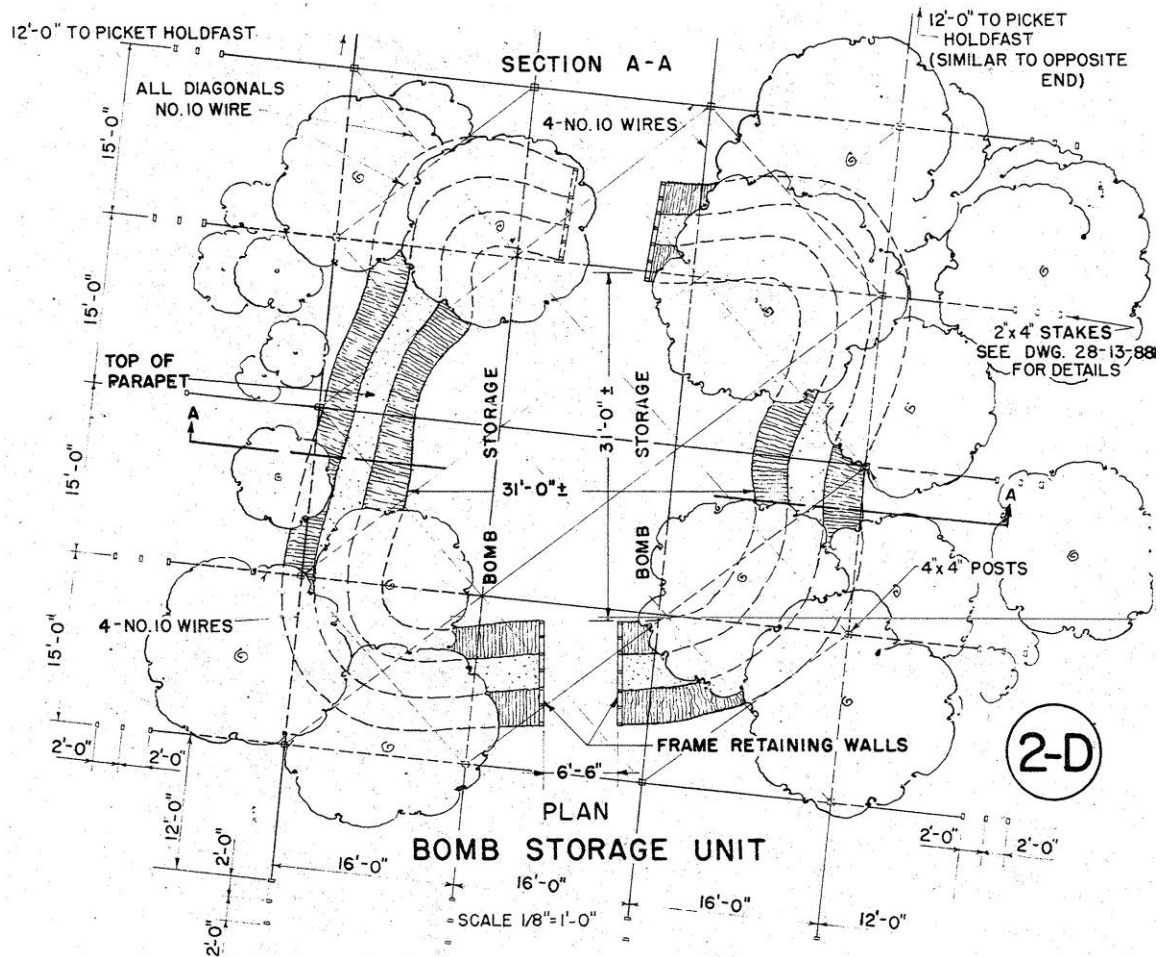 12'-0" TO PICKET HOLDFAST
12'-0" TO PICKET
HOLDFAST
(SIMILAR TO OPPOSITE
END)
SECTION A-A
ALL DIAGONALS
NO.10 WIRE
4-NO.10 WIRES
15'-0"
15'-0"
2"x4" STAKES
SEE DWG. 28-13-88
FOR DETAILS
TOP OF
PARAPET
A
BOMB STORAGE
31'-0"±
BOMB STORAGE
15'-0"
31'-0"±
A
4"x4" POSTS
4-NO.10 WIRES
15'-0"
FRAME RETAINING WALLS
2'-0"
2'-0"
6'-6"
2-D
PLAN
BOMB STORAGE UNIT
12'-0"
2'-0"
2'-0"
2'-0"
2'-0"
16'-0"
16'-0"
16'-0"
12'-0"
SCALE 1/8"=1'-0"